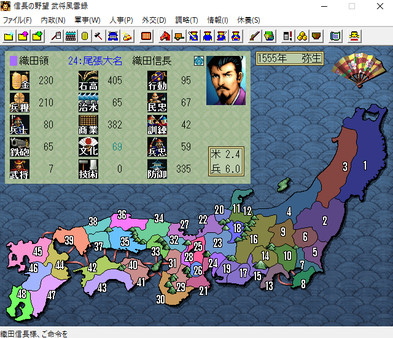 信長の野望 武将風雲録
ファイル(F) 内政(N) 軍事(W) 人事(P) 外交(D) 調略(T) 情報(I) 休養(S)
織田領 24:尾張大名 織田信長
1555年 弥生
金 230 石高 405 行動 95
兵糧 210 治水 65 民忠 67
兵士 80 商業 382 訓練 42
鉄砲 65 文化 69 兵忠 59
武将 7 技術 0 防御 335
米 2.4
兵 6.0
3 1
20 11 12 4 2
38 36 34 22 18 9 6
39 37 35 33 27 23 16 5
45 32 25 14 10
46 44 42 31 28 24 17 15 7
40 26 19 13 8
48 47 43 41 30 29 21
織田信長様、ご命令を